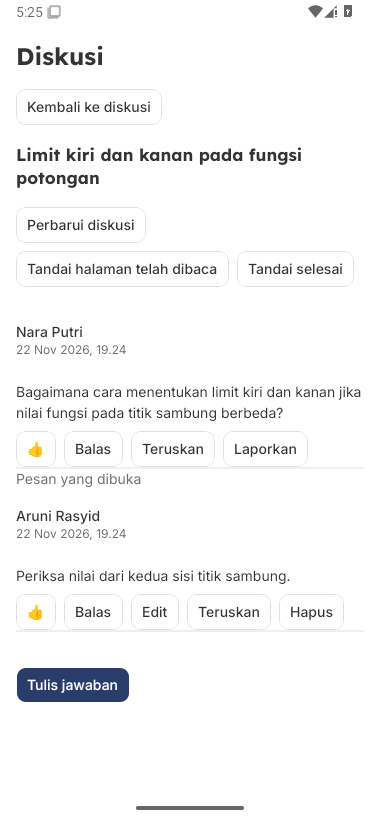 5:25
Diskusi
Kembali ke diskusi
Limit kiri dan kanan pada fungsi
potongan
Perbarui diskusi
Tandai halaman telah dibaca
Tandai selesai
Nara Putri
22 Nov 2026, 19.24
Bagaimana cara menentukan limit kiri dan kanan jika
nilai fungsi pada titik sambung berbeda?
👍 Balas Teruskan Laporkan
Pesan yang dibuka
Aruni Rasyid
22 Nov 2026, 19.24
Periksa nilai dari kedua sisi titik sambung.
👍 Balas Edit Teruskan Hapus
Tulis jawaban